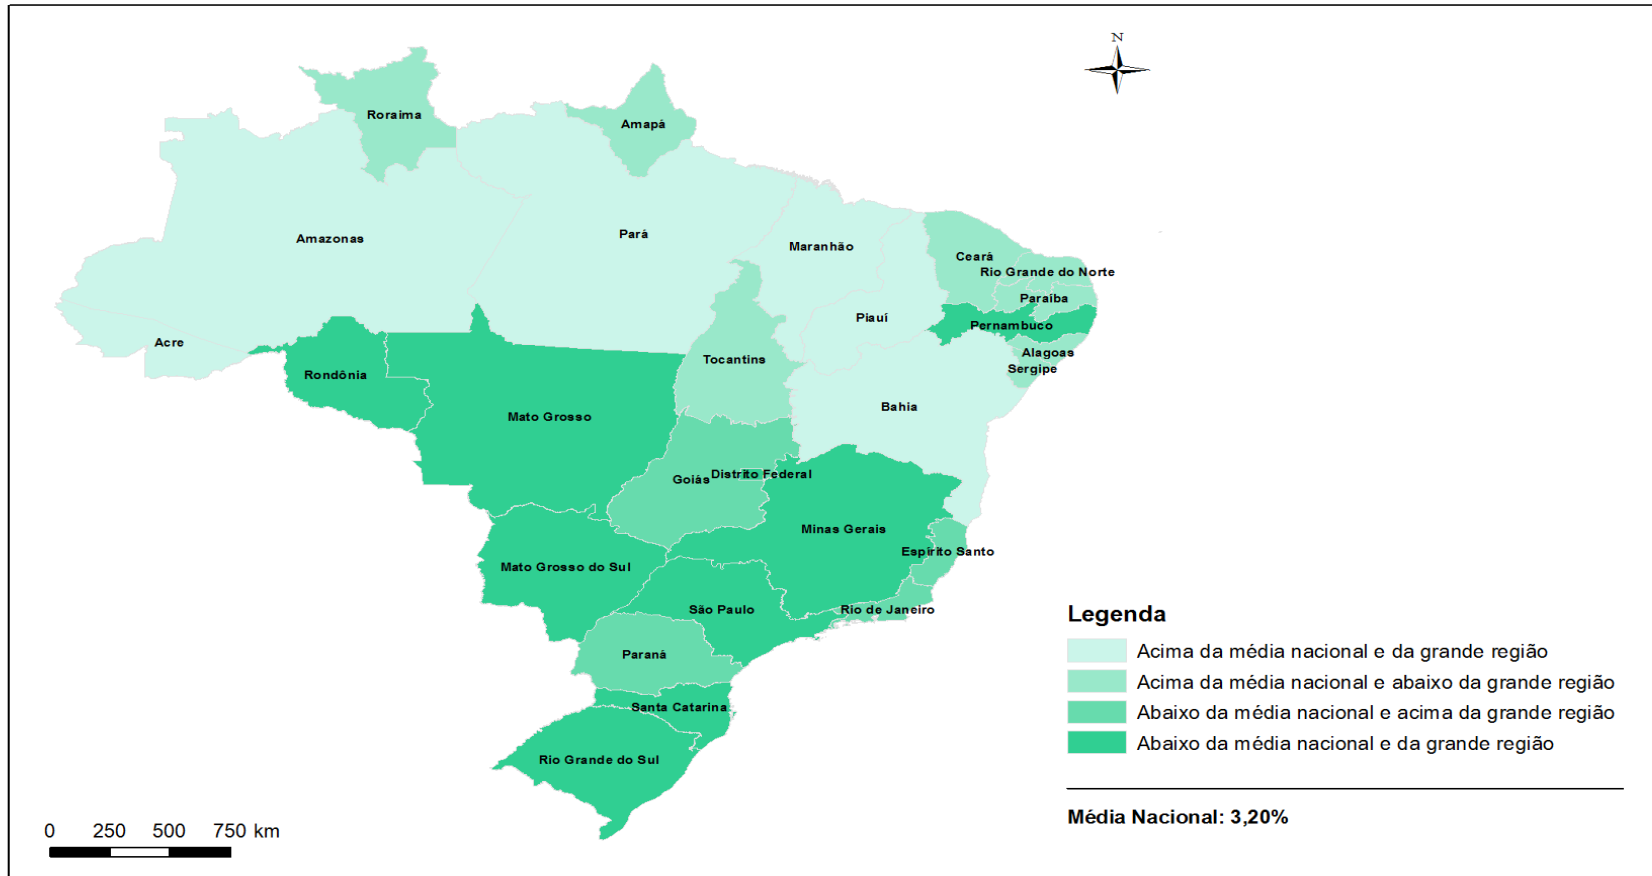 N
Roraima
Amapá
Amazonas
Pará
Maranhão
Ceará
Rio Grande do Norte
Paraíba
Piauí
Pernambuco
Acre
Alagoas
Tocantins
Sergipe
Rondônia
Bahia
Mato Grosso
Distrito Federal
Goiás
Minas Gerais
Espírito Santo
Mato Grosso do Sul
São Paulo
Rio de Janeiro
Paraná
Santa Catarina
Rio Grande do Sul
Legenda
Acima da média nacional e da grande região
Acima da média nacional e abaixo da grande região
Abaixo da média nacional e acima da grande região
Abaixo da média nacional e da grande região
Média Nacional: 3,20%
0 250 500 750 km